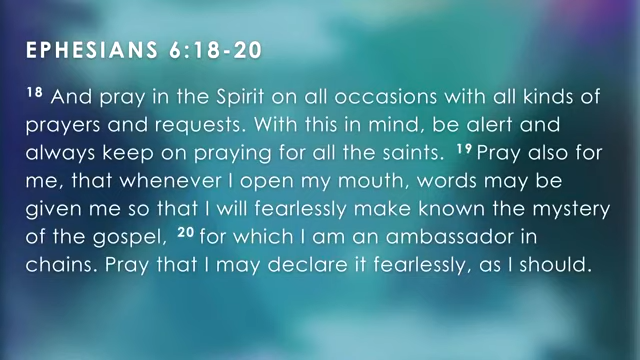 EPHESIANS 6:18-20
18 And pray in the Spirit on all occasions with all kinds of
prayers and requests. With this in mind, be alert and
always keep on praying for all the saints. 19 Pray also for
me, that whenever I open my mouth, words may be
given me so that I will fearlessly make known the mystery
of the gospel, 20 for which I am an ambassador in
chains. Pray that I may declare it fearlessly, as I should.